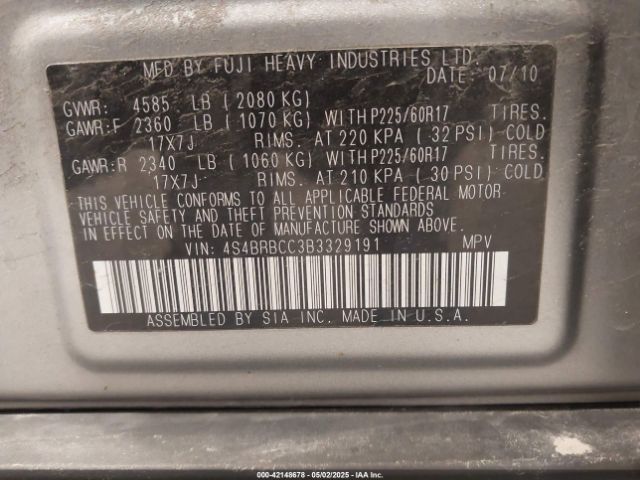 MFD BY FUJI HEAVY INDUSTRIES LTD.
DATE: 07/10
GVWR: 4585 LB (2080 KG)
GAWR:F 2360 LB (1070 KG) WITH P225/60R17 TIRES.
17X7J RIMS. AT 220 KPA (32 PSI) COLD
GAWR:R 2340 LB (1060 KG) WITH P225/60R17 TIRES.
17X7J RIMS. AT 210 KPA (30 PSI) COLD
THIS VEHICLE CONFORMS TO ALL APPLICABLE FEDERAL MOTOR
VEHICLE SAFETY AND THEFT PREVENTION STANDARDS
IN EFFECT ON THE DATE OF MANUFACTURE SHOWN ABOVE.
VIN: 4S4BRBCC3B3329191 MPV
ASSEMBLED BY SIA INC. MADE IN U.S.A.
00-42148678 - 05/02/2025 - IAA Inc.